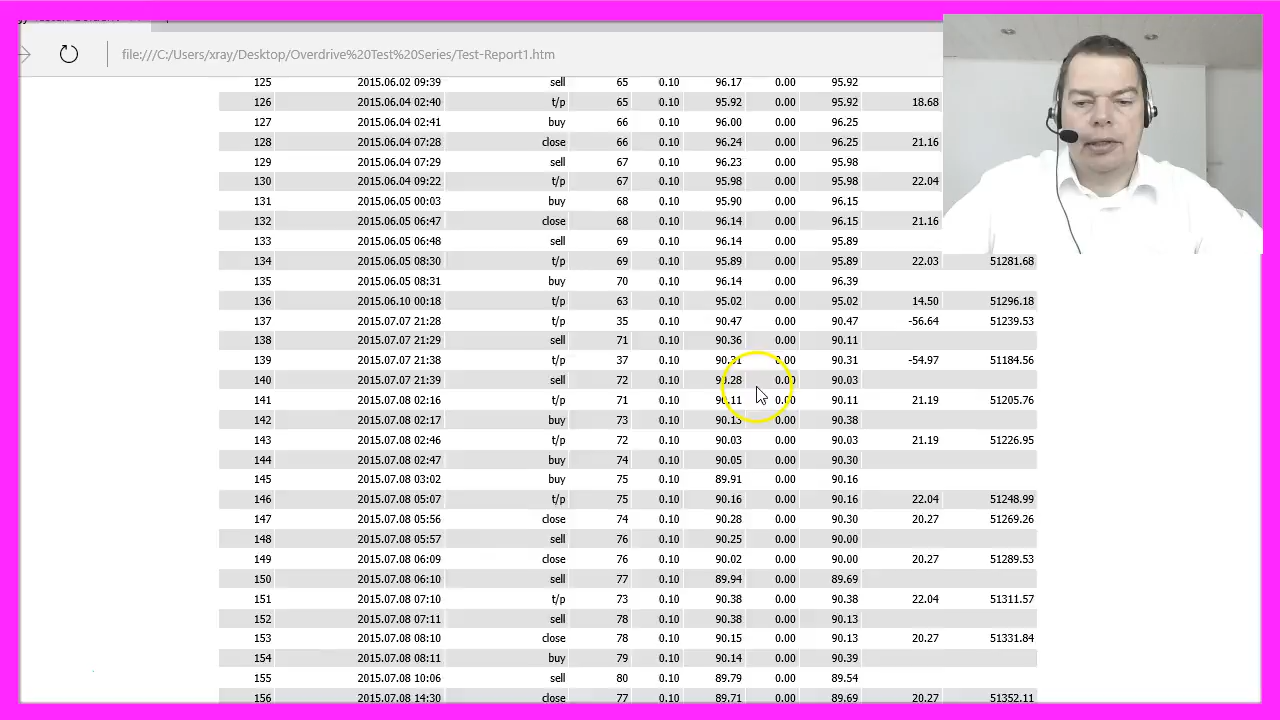 file:///C:/Users/xray/Desktop/Overdrive%20Test%20Series/Test-Report1.htm
125 2015.06.02 09:39 sell 65 0.10 96.17 0.00 95.92
126 2015.06.04 02:40 t/p 65 0.10 95.92 0.00 95.92 18.68
127 2015.06.04 02:41 buy 66 0.10 96.00 0.00 96.25
128 2015.06.04 07:28 close 66 0.10 96.24 0.00 96.25 21.16
129 2015.06.04 07:29 sell 67 0.10 96.23 0.00 95.98
130 2015.06.04 09:22 t/p 67 0.10 95.98 0.00 95.98 22.04
131 2015.06.05 00:03 buy 68 0.10 95.90 0.00 96.15
132 2015.06.05 06:47 close 68 0.10 96.14 0.00 96.15 21.16
133 2015.06.05 06:48 sell 69 0.10 96.14 0.00 95.89
134 2015.06.05 08:30 t/p 69 0.10 95.89 0.00 95.89 22.03 51281.68
135 2015.06.05 08:31 buy 70 0.10 96.14 0.00 96.39
136 2015.06.10 00:18 t/p 63 0.10 95.02 0.00 95.02 14.50 51296.18
137 2015.07.07 21:28 t/p 35 0.10 90.47 0.00 90.47 -56.64 51239.53
138 2015.07.07 21:29 sell 71 0.10 90.36 0.00 90.11
139 2015.07.07 21:38 t/p 37 0.10 90.31 0.00 90.31 -54.97 51184.56
140 2015.07.07 21:39 sell 72 0.10 90.28 0.00 90.03
141 2015.07.08 02:16 t/p 71 0.10 90.11 0.00 90.11 21.19 51205.76
142 2015.07.08 02:17 buy 73 0.10 90.13 0.00 90.38
143 2015.07.08 02:46 t/p 72 0.10 90.03 0.00 90.03 21.19 51226.95
144 2015.07.08 02:47 buy 74 0.10 90.05 0.00 90.30
145 2015.07.08 03:02 buy 75 0.10 89.91 0.00 90.16
146 2015.07.08 05:07 t/p 75 0.10 90.16 0.00 90.16 22.04 51248.99
147 2015.07.08 05:56 close 74 0.10 90.28 0.00 90.30 20.27 51269.26
148 2015.07.08 05:57 sell 76 0.10 90.25 0.00 90.00
149 2015.07.08 06:09 close 76 0.10 90.02 0.00 90.00 20.27 51289.53
150 2015.07.08 06:10 sell 77 0.10 89.94 0.00 89.69
151 2015.07.08 07:10 t/p 73 0.10 90.38 0.00 90.38 22.04 51311.57
152 2015.07.08 07:11 sell 78 0.10 90.38 0.00 90.13
153 2015.07.08 08:10 close 78 0.10 90.15 0.00 90.13 20.27 51331.84
154 2015.07.08 08:11 buy 79 0.10 90.14 0.00 90.39
155 2015.07.08 10:06 sell 80 0.10 89.79 0.00 89.54
156 2015.07.08 14:30 close 77 0.10 89.71 0.00 89.69 20.27 51352.11